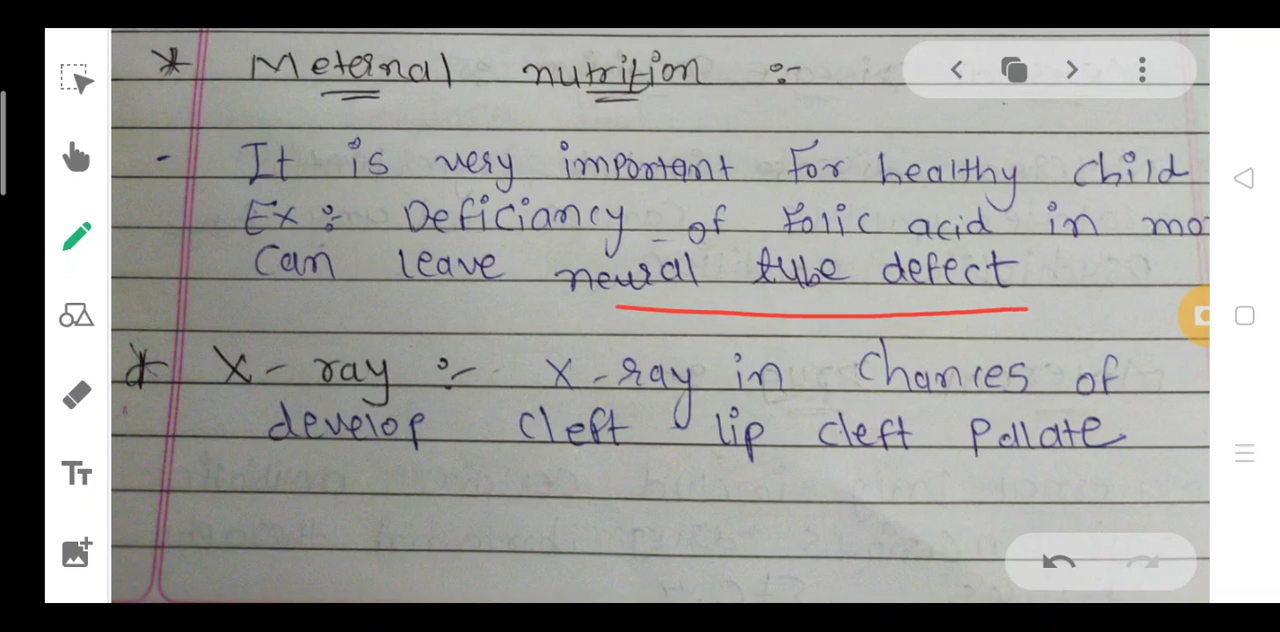 * Meternal nutrition :-
- It is very important For healthy child
Ex :- Deficiancy of Folic acid in mo
Can leave neural tube defect
* X-ray :- X-ray in Chances of
develop cleft lip cleft Pallate
TT